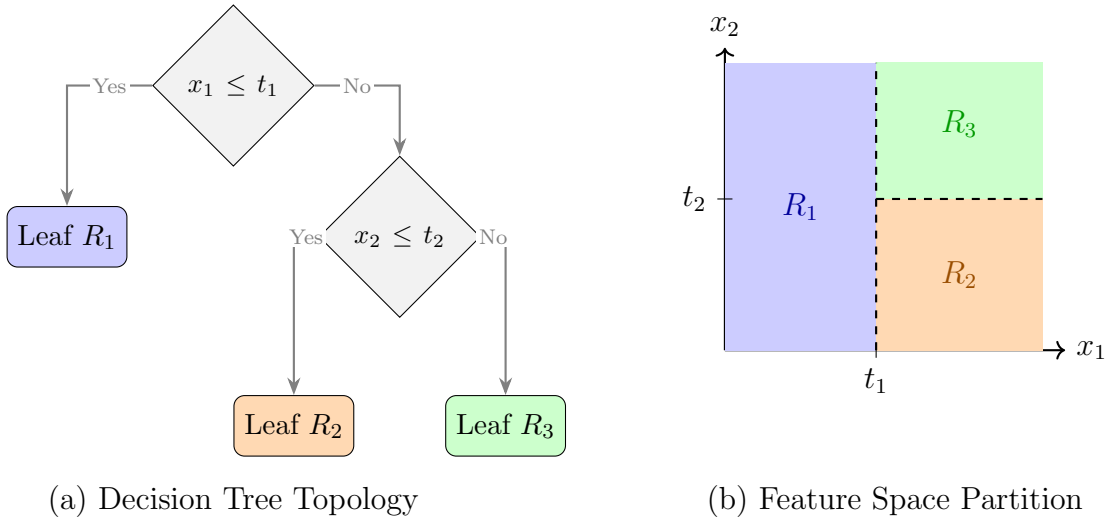 x₁ ≤ t₁
Yes
No
Leaf R₁
x₂ ≤ t₂
Yes
No
Leaf R₂
Leaf R₃
(a) Decision Tree Topology
x₂
R₃
t₂
R₁
R₂
x₁
t₁
(b) Feature Space Partition